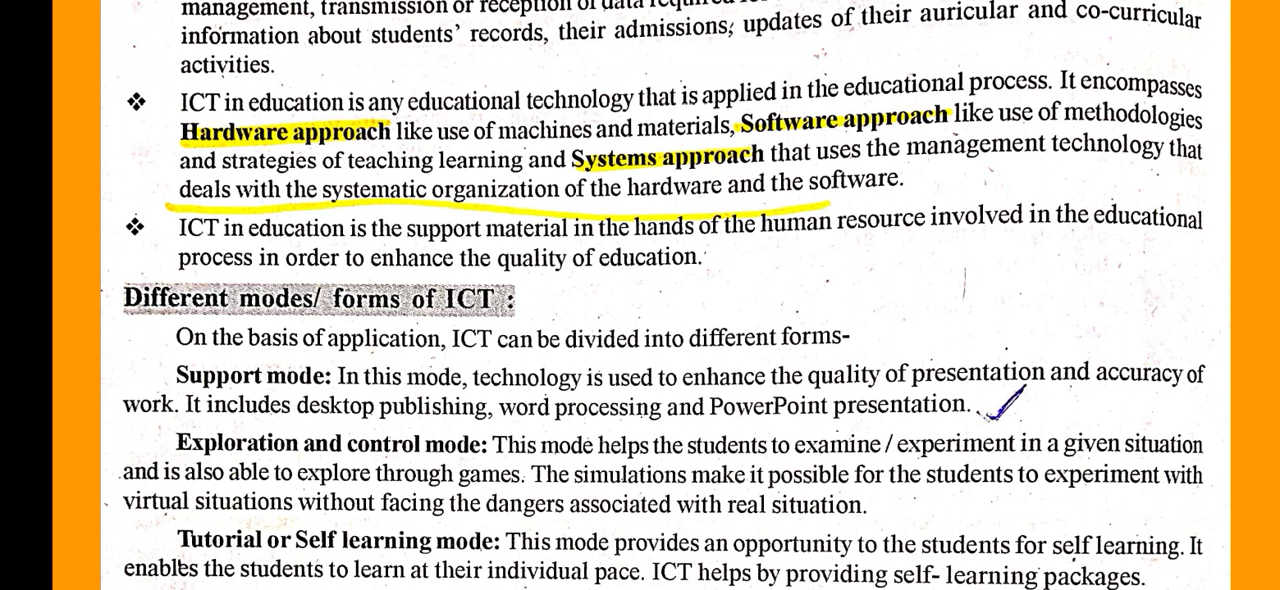 management, transmission or reception of data
information about students' records, their admissions; updates of their auricular and co-curricular
activities.
❖ ICT in education is any educational technology that is applied in the educational process. It encompasses
Hardware approach like use of machines and materials, Software approach like use of methodologies
and strategies of teaching learning and Systems approach that uses the management technology that
deals with the systematic organization of the hardware and the software.
❖ ICT in education is the support material in the hands of the human resource involved in the educational
process in order to enhance the quality of education.
Different modes/ forms of ICT :
On the basis of application, ICT can be divided into different forms-
Support mode: In this mode, technology is used to enhance the quality of presentation and accuracy of
work. It includes desktop publishing, word processing and PowerPoint presentation.
Exploration and control mode: This mode helps the students to examine / experiment in a given situation
and is also able to explore through games. The simulations make it possible for the students to experiment with
virtual situations without facing the dangers associated with real situation.
Tutorial or Self learning mode: This mode provides an opportunity to the students for self learning. It
enables the students to learn at their individual pace. ICT helps by providing self- learning packages.